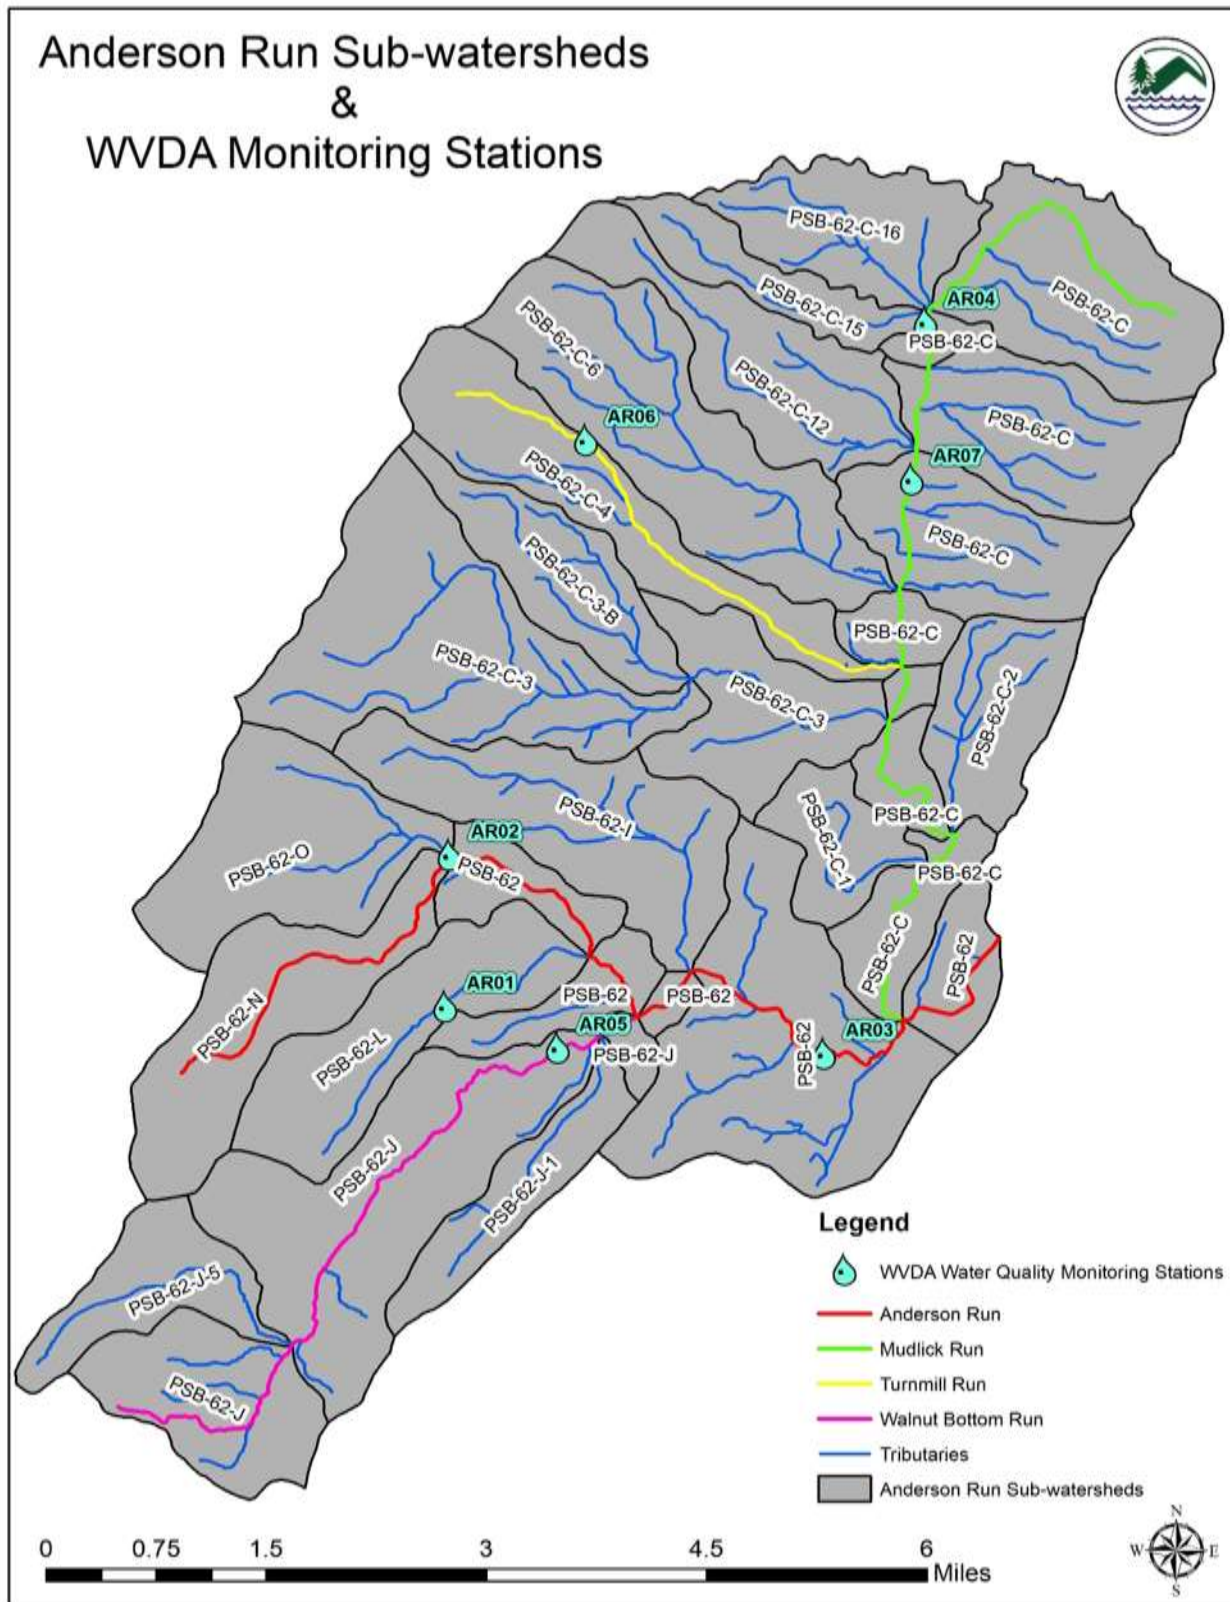 Anderson Run Sub-watersheds
&
WVDA Monitoring Stations
PSB-62-C-16
AR04
PSB-62-C
PSB-62-C-15
PSB-62-C
PSB-62-C-6
PSB-62-C-12
AR06
PSB-62-C
AR07
PSB-62-C-4
PSB-62-C
PSB-62-C-3-B
PSB-62-C
PSB-62-C-3
PSB-62-C-3
PSB-62-C-2
PSB-62-I
PSB-62-C
PSB-62-C-1
AR02
PSB-62-O
PSB-62
PSB-62-C
PSB-62-C
PSB-62
AR01
PSB-62
PSB-62
PSB-62-N
PSB-62-L
AR05
PSB-62-J
PSB-62
AR03
PSB-62-J
PSB-62-J-1
PSB-62-J-5
PSB-62-J
Legend
WVDA Water Quality Monitoring Stations
Anderson Run
Mudlick Run
Turnmill Run
Walnut Bottom Run
Tributaries
Anderson Run Sub-watersheds
N
W E
S
0 0.75 1.5 3 4.5 6
Miles